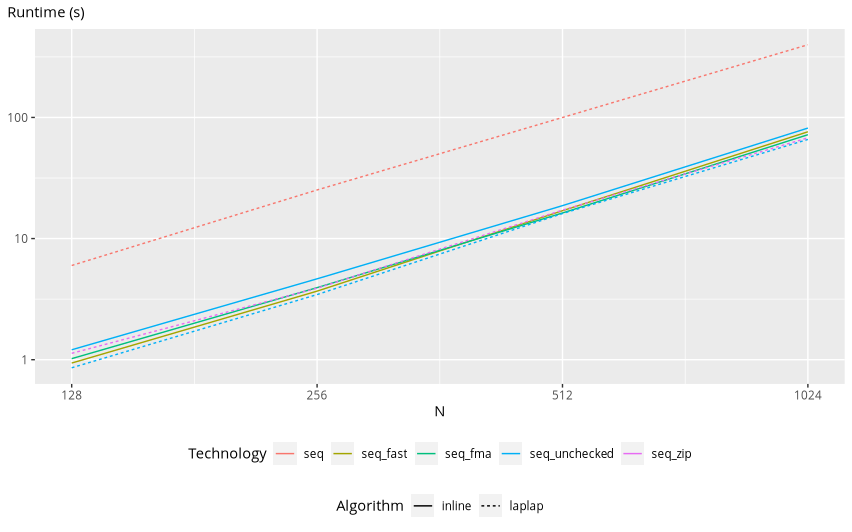 Runtime (s)
100
10
1
128 256 512 1024
N
Technology seq seq_fast seq_fma seq_unchecked seq_zip
Algorithm inline laplap